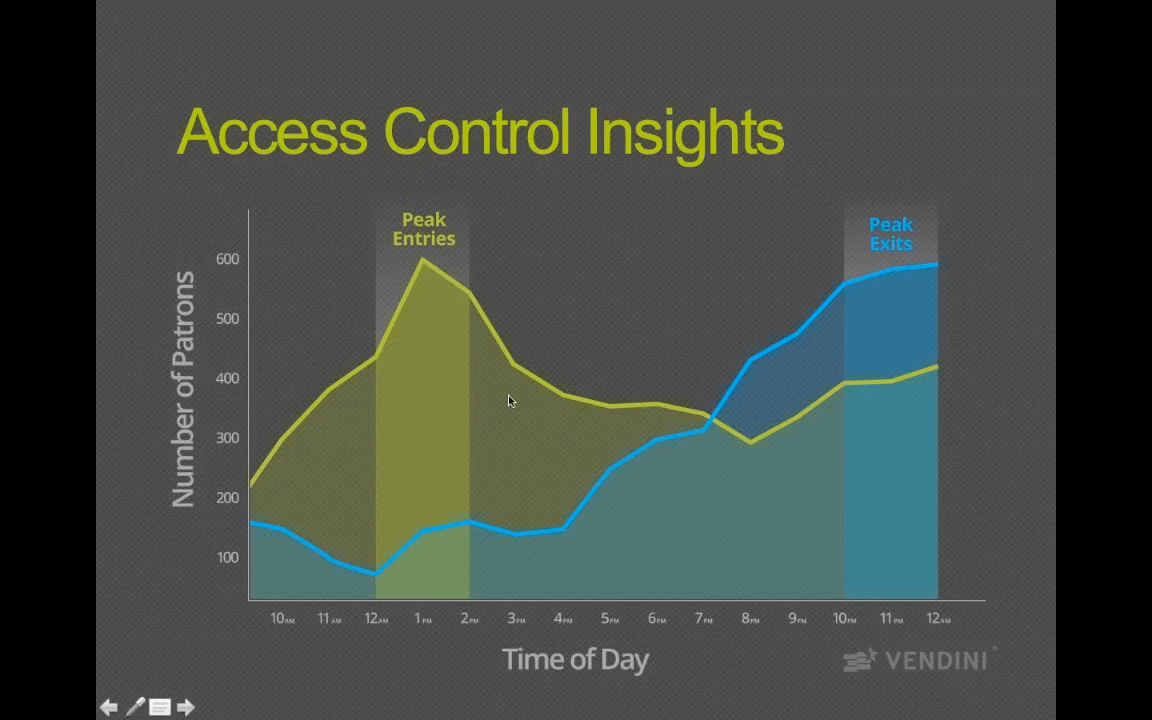 Access Control Insights
Peak
Entries
Peak
Exits
Number of Patrons
600
500
400
300
200
100
10AM 11AM 12AM 1PM 2PM 3PM 4PM 5PM 6PM 7PM 8PM 9PM 10PM 11PM 12AM
Time of Day
VENDINI